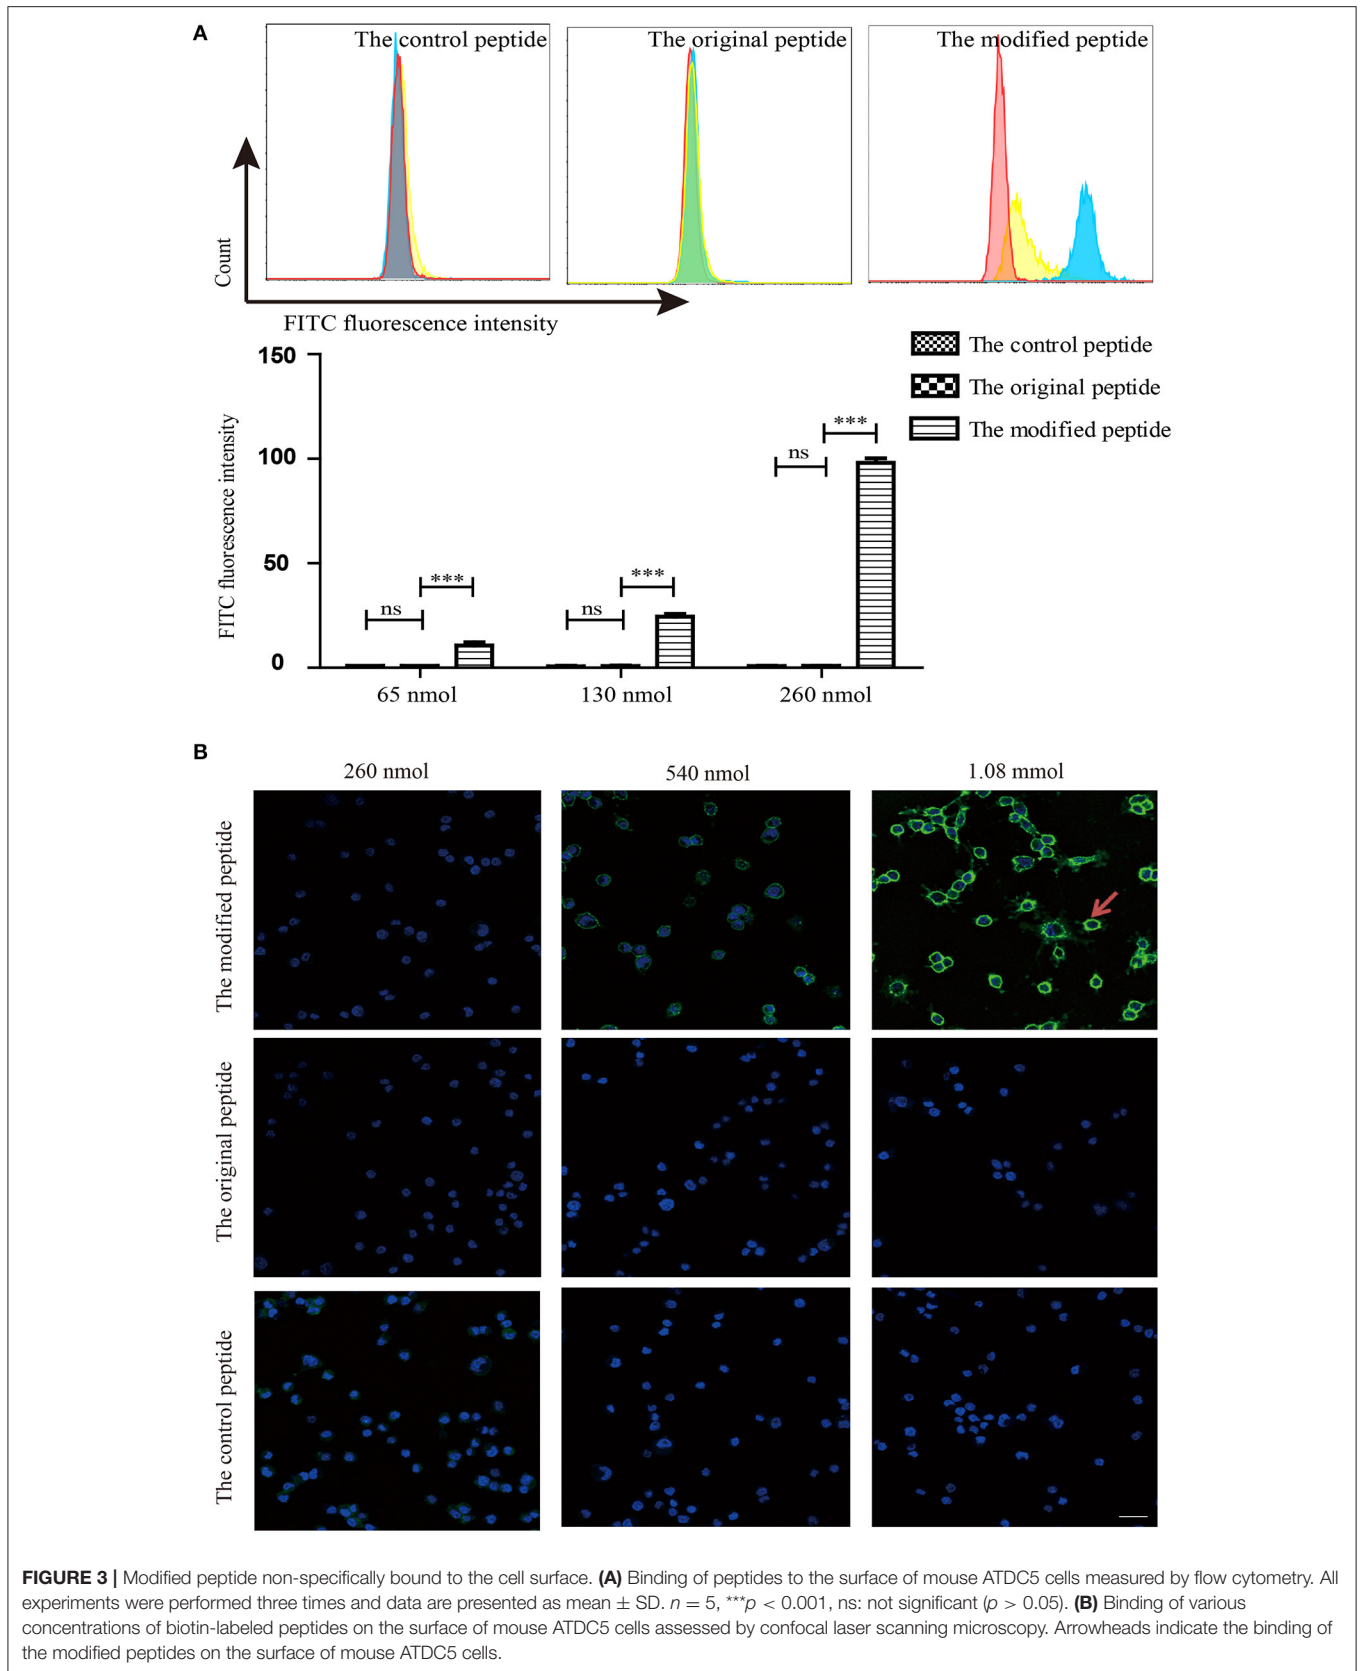 A
The control peptide
The original peptide
The modified peptide
Count
FITC fluorescence intensity
The control peptide
The original peptide
The modified peptide
FITC fluorescence intensity
150
100
50
0
ns
***
ns
***
ns
***
65 nmol
130 nmol
260 nmol
B
260 nmol
540 nmol
1.08 mmol
The modified peptide
The original peptide
The control peptide
FIGURE 3 | Modified peptide non-specifically bound to the cell surface. (A) Binding of peptides to the surface of mouse ATDC5 cells measured by flow cytometry. All
experiments were performed three times and data are presented as mean ± SD. n = 5, ***p < 0.001, ns: not significant (p > 0.05). (B) Binding of various
concentrations of biotin-labeled peptides on the surface of mouse ATDC5 cells assessed by confocal laser scanning microscopy. Arrowheads indicate the binding of
the modified peptides on the surface of mouse ATDC5 cells.